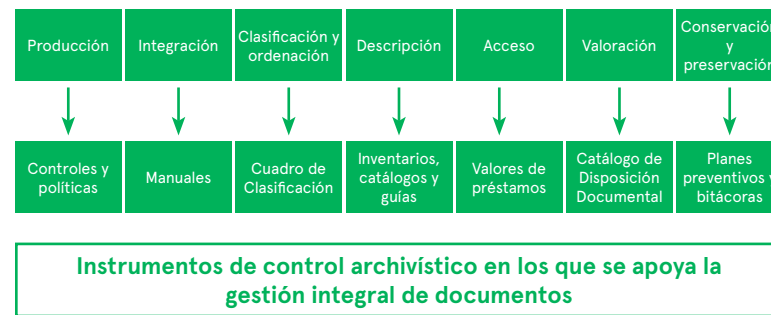 Producción
Integración
Clasificación y
ordenación
Descripción
Acceso
Valoración
Conservación
y
preservación
Controles y
políticas
Manuales
Cuadro de
Clasificación
Inventarios,
catálogos y
guías
Valores de
préstamos
Catálogo de
Disposición
Documental
Planes
preventivos y
bitácoras
Instrumentos de control archivístico en los que se apoya la
gestión integral de documentos